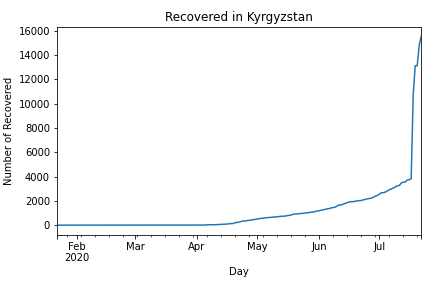 Recovered in Kyrgyzstan
Number of Recovered
16000
14000
12000
10000
8000
6000
4000
2000
0
Feb Mar Apr May Jun Jul
2020
Day